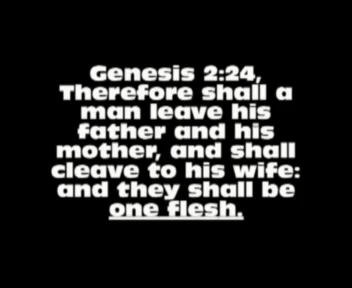 Genesis 2:24,
Therefore shall a
man leave his
father and his
mother, and shall
cleave to his wife:
and they shall be
one flesh.